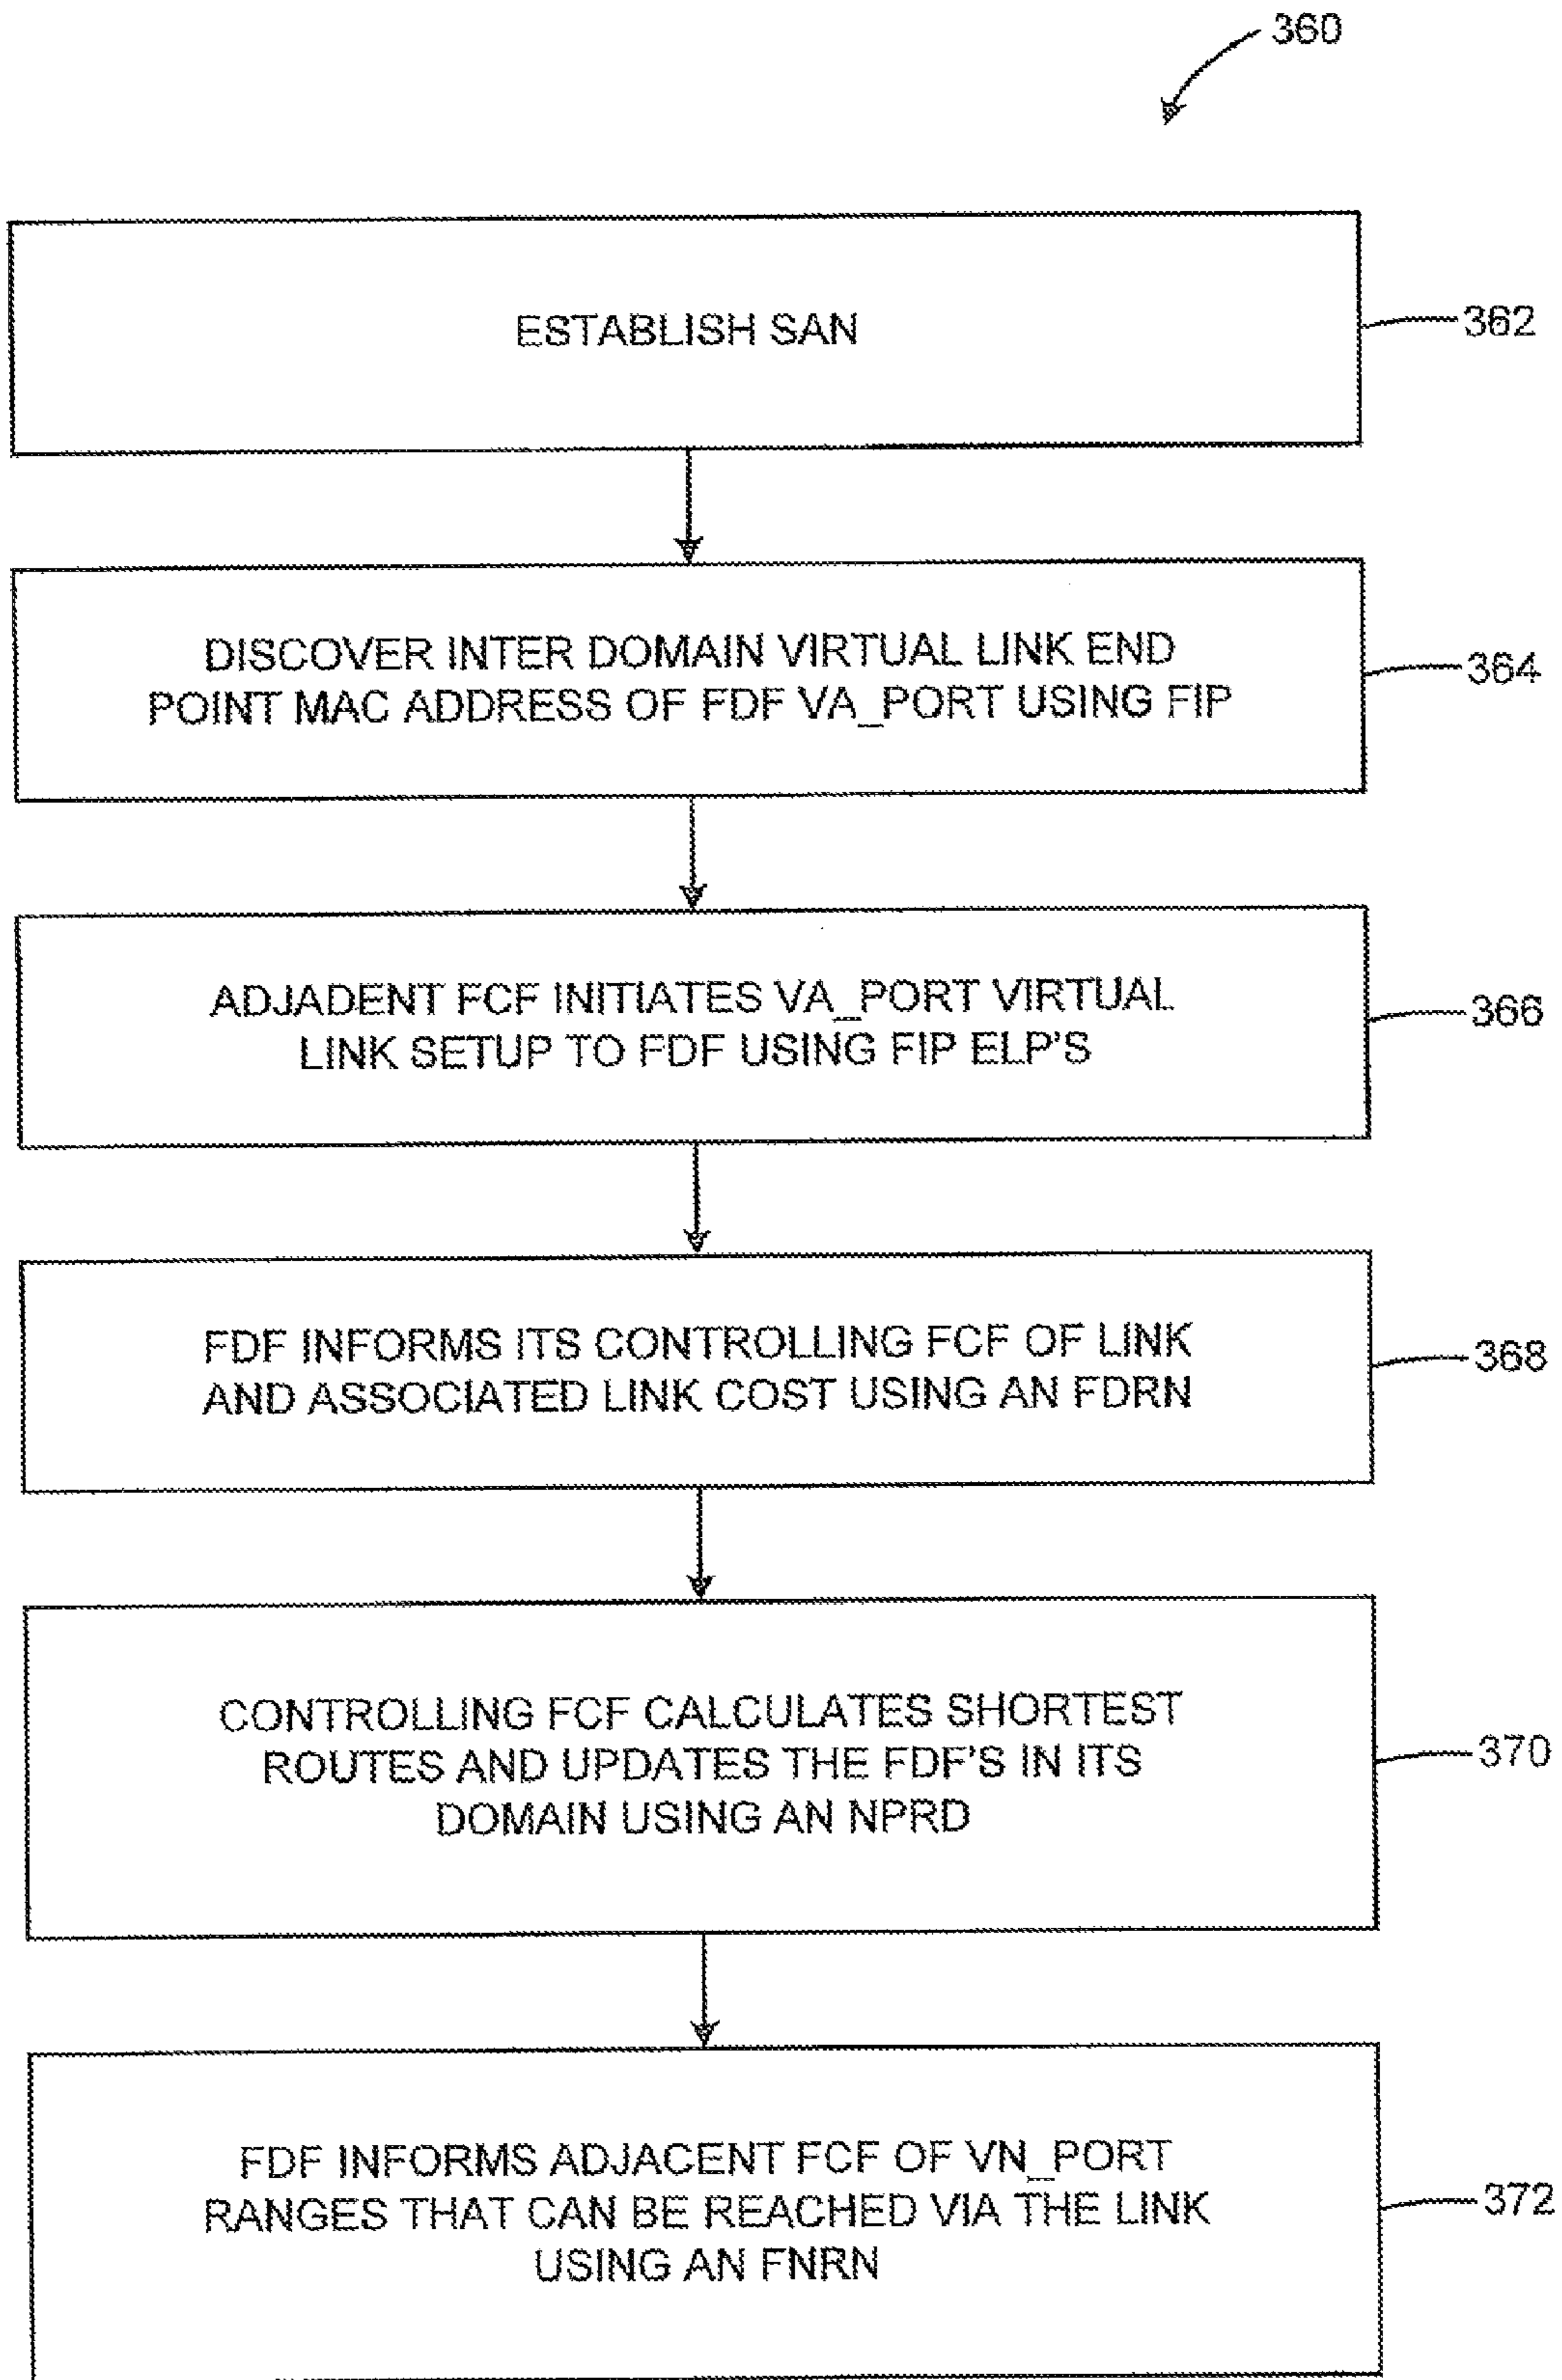 360
ESTABLISH SAN
362
DISCOVER INTER DOMAIN VIRTUAL LINK END
POINT MAC ADDRESS OF FDF VA_PORT USING FIP
364
ADJADENT FCF INITIATES VA_PORT VIRTUAL
LINK SETUP TO FDF USING FIP ELP'S
366
FDF INFORMS ITS CONTROLLING FCF OF LINK
AND ASSOCIATED LINK COST USING AN FDRN
368
CONTROLLING FCF CALCULATES SHORTEST
ROUTES AND UPDATES THE FDF'S IN ITS
DOMAIN USING AN NPRD
370
FDF INFORMS ADJACENT FCF OF VN_PORT
RANGES THAT CAN BE REACHED VIA THE LINK
USING AN FNRN
372